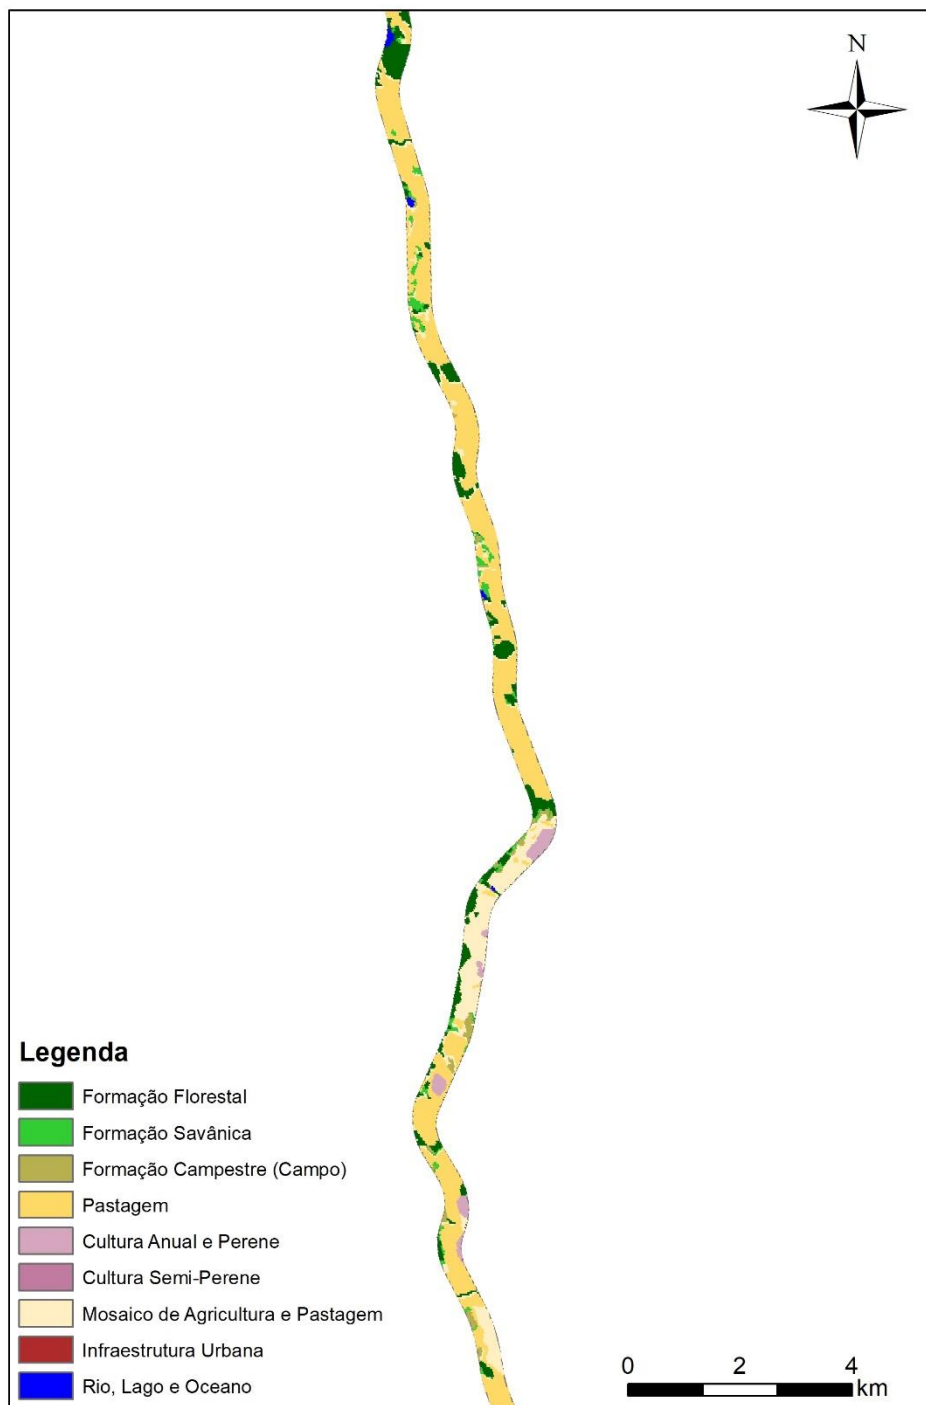 N
Legenda
Formação Florestal
Formação Savânica
Formação Campestre (Campo)
Pastagem
Cultura Anual e Perene
Cultura Semi-Perene
Mosaico de Agricultura e Pastagem
Infraestrutura Urbana
Rio, Lago e Oceano
0 2 4
km